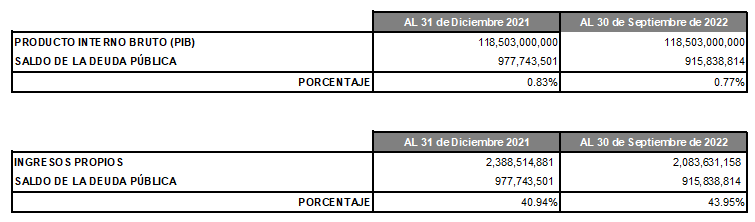 AL 31 de Diciembre 2021 AL 30 de Septiembre de 2022
PRODUCTO INTERNO BRUTO (PIB) 118,503,000,000 118,503,000,000
SALDO DE LA DEUDA PÚBLICA 977,743,501 915,838,814
PORCENTAJE 0.83% 0.77%
AL 31 de Diciembre 2021 AL 30 de Septiembre de 2022
INGRESOS PROPIOS 2,388,514,881 2,083,631,158
SALDO DE LA DEUDA PÚBLICA 977,743,501 915,838,814
PORCENTAJE 40.94% 43.95%